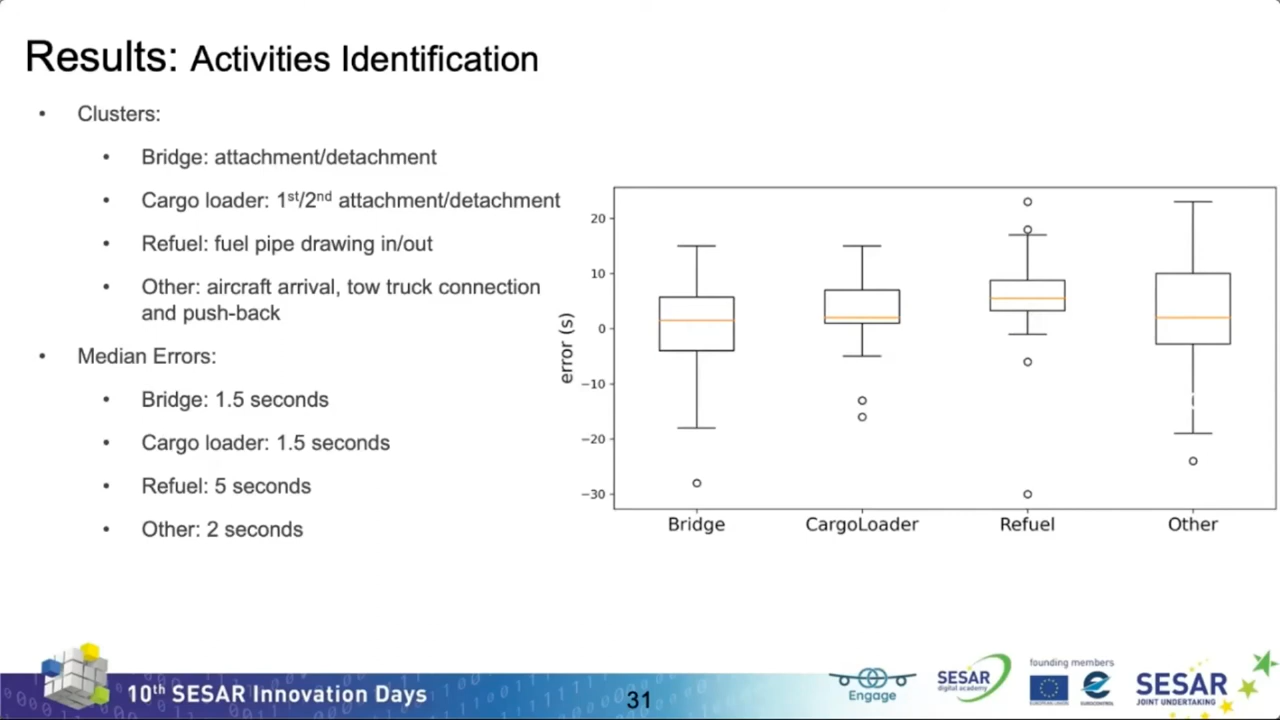 Results: Activities Identification
• Clusters:
• Bridge: attachment/detachment
• Cargo loader: 1st/2nd attachment/detachment
• Refuel: fuel pipe drawing in/out
• Other: aircraft arrival, tow truck connection
and push-back
• Median Errors:
• Bridge: 1.5 seconds
• Cargo loader: 1.5 seconds
• Refuel: 5 seconds
• Other: 2 seconds
error (s)
20
10
0
−10
−20
−30
Bridge CargoLoader Refuel Other
10th SESAR Innovation Days
31
Engage
SESAR
digital academy
founding members
EUROPEAN UNION
EUROCONTROL
SESAR
JOINT UNDERTAKING